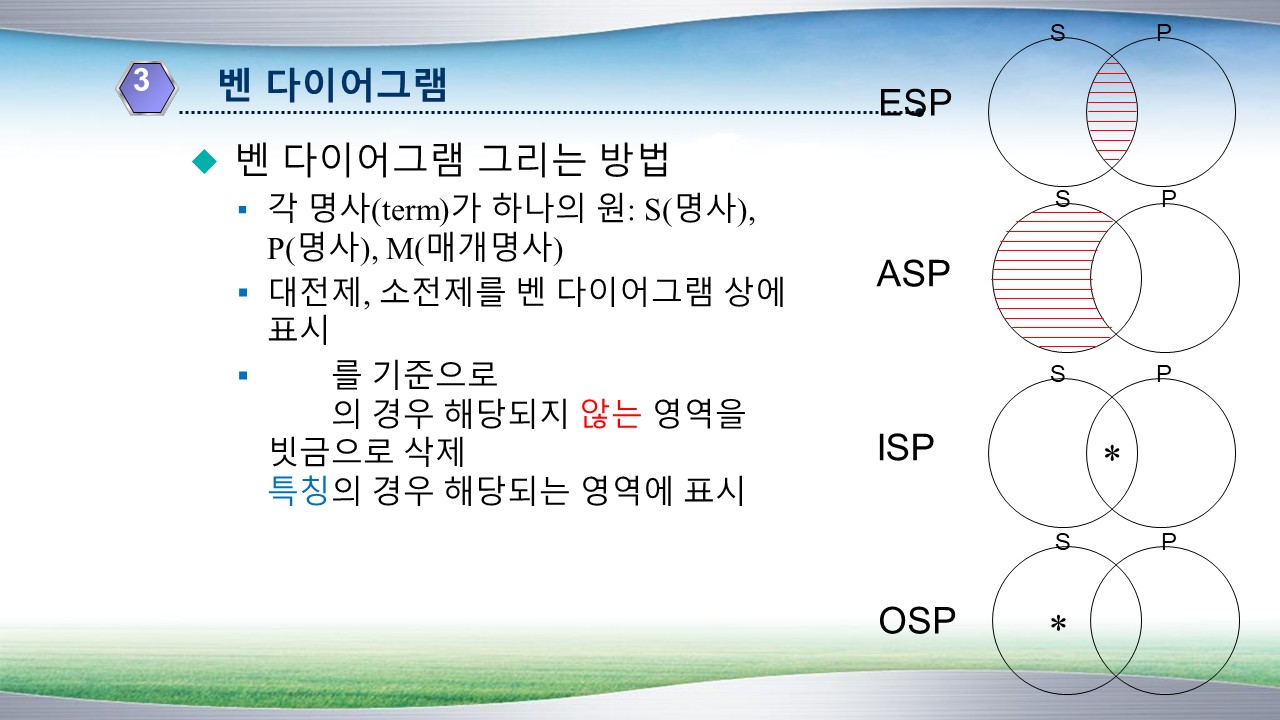 3
벤 다이어그램
벤 다이어그램 그리는 방법
각 명사(term)가 하나의 원: S(명사),
P(명사), M(매개명사)
대전제, 소전제를 벤 다이어그램 상에
표시
를 기준으로
의 경우 해당되지 않는 영역을
빗금으로 삭제
특칭의 경우 해당되는 영역에 표시
S P
ESP
S P
ASP
S P
ISP
*
S P
OSP
*